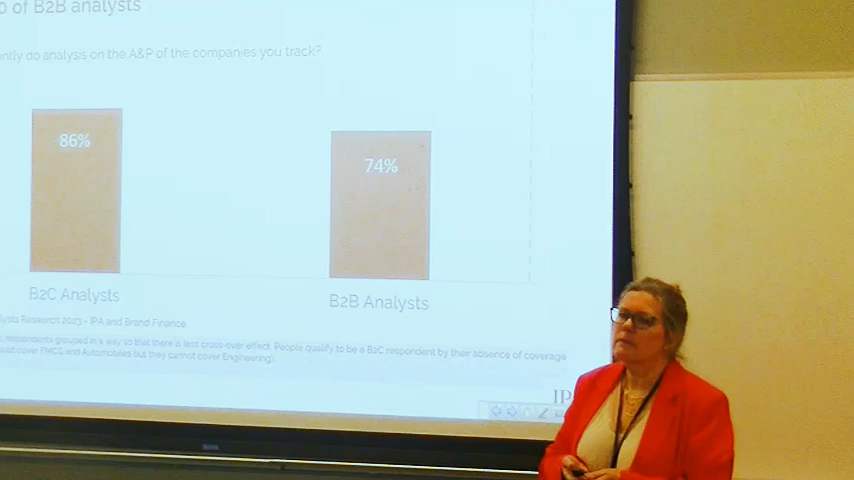 of B2B analysts
ntly do analysis on the A&P of the companies you track?
86%
74%
B2C Analysts
B2B Analysts
lysts Research 2023 - IPA and Brand Finance
respondents grouped in a way so that there is less cross-over effect. People qualify to be a B2C respondent by their absence of coverage
ould cover FMCG and Automobiles but they cannot cover Engineering).
IP